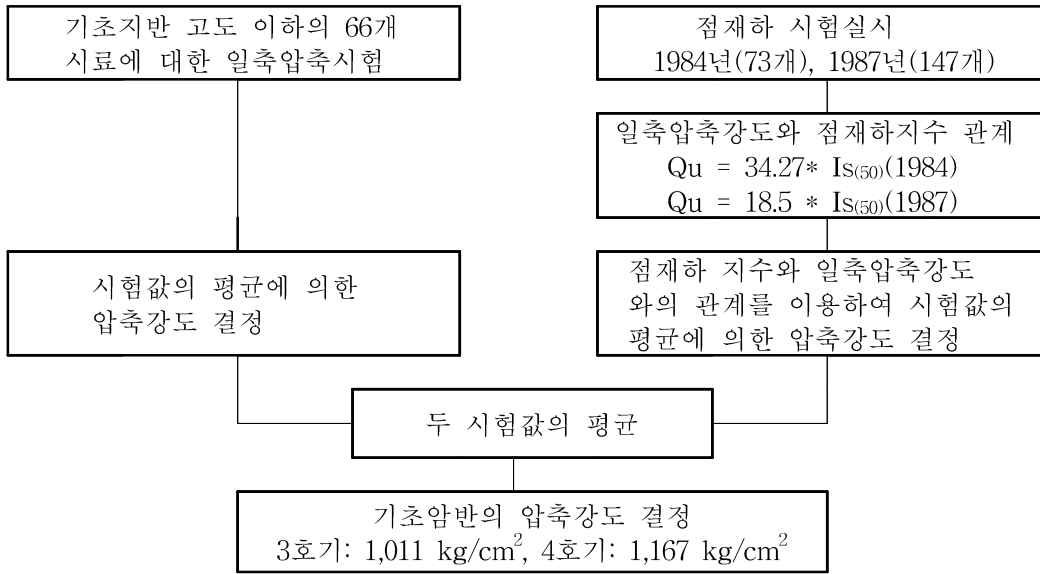 기초지반 고도 이하의 66개
시료에 대한 일축압축시험
점재하 시험실시
1984년(73개), 1987년(147개)
일축압축강도와 점재하지수 관계
Qu = 34.27* IS(50)(1984)
Qu = 18.5 * IS(50)(1987)
시험값의 평균에 의한
압축강도 결정
점재하 지수와 일축압축강도
와의 관계를 이용하여 시험값의
평균에 의한 압축강도 결정
두 시험값의 평균
기초암반의 압축강도 결정
3호기: 1,011 kg/cm², 4호기: 1,167 kg/cm²